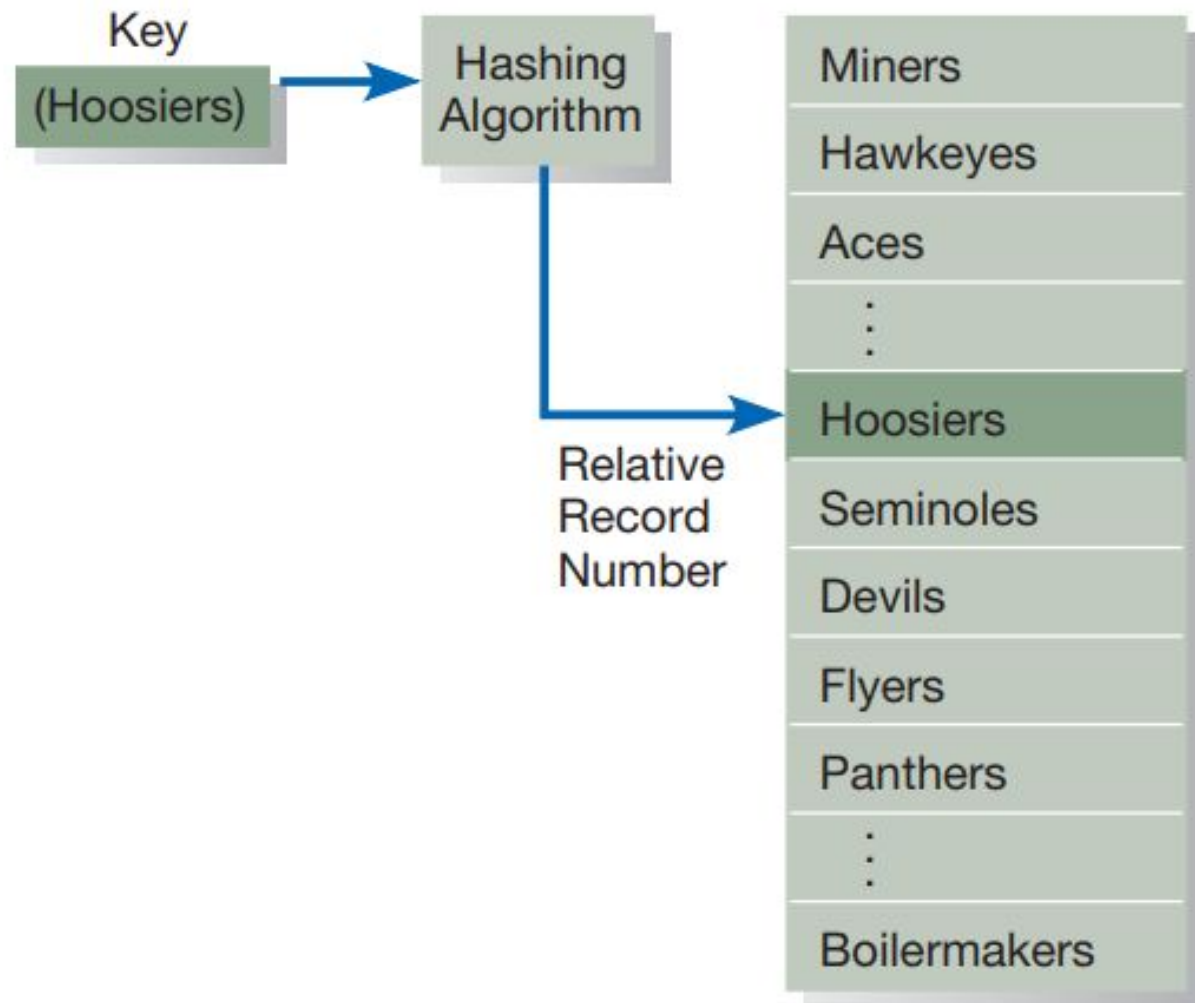 Key
(Hoosiers)
Hashing
Algorithm
Relative
Record
Number
Miners
Hawkeyes
Aces
⋮
Hoosiers
Seminoles
Devils
Flyers
Panthers
⋮
Boilermakers